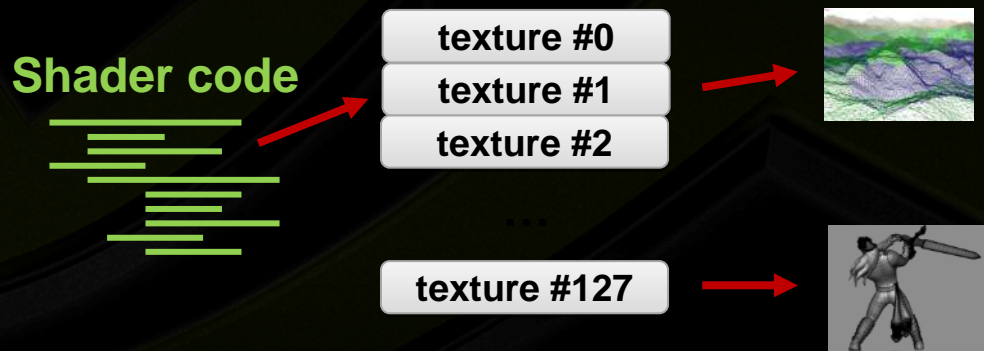 Shader code
texture #0
texture #1
texture #2
...
texture #127